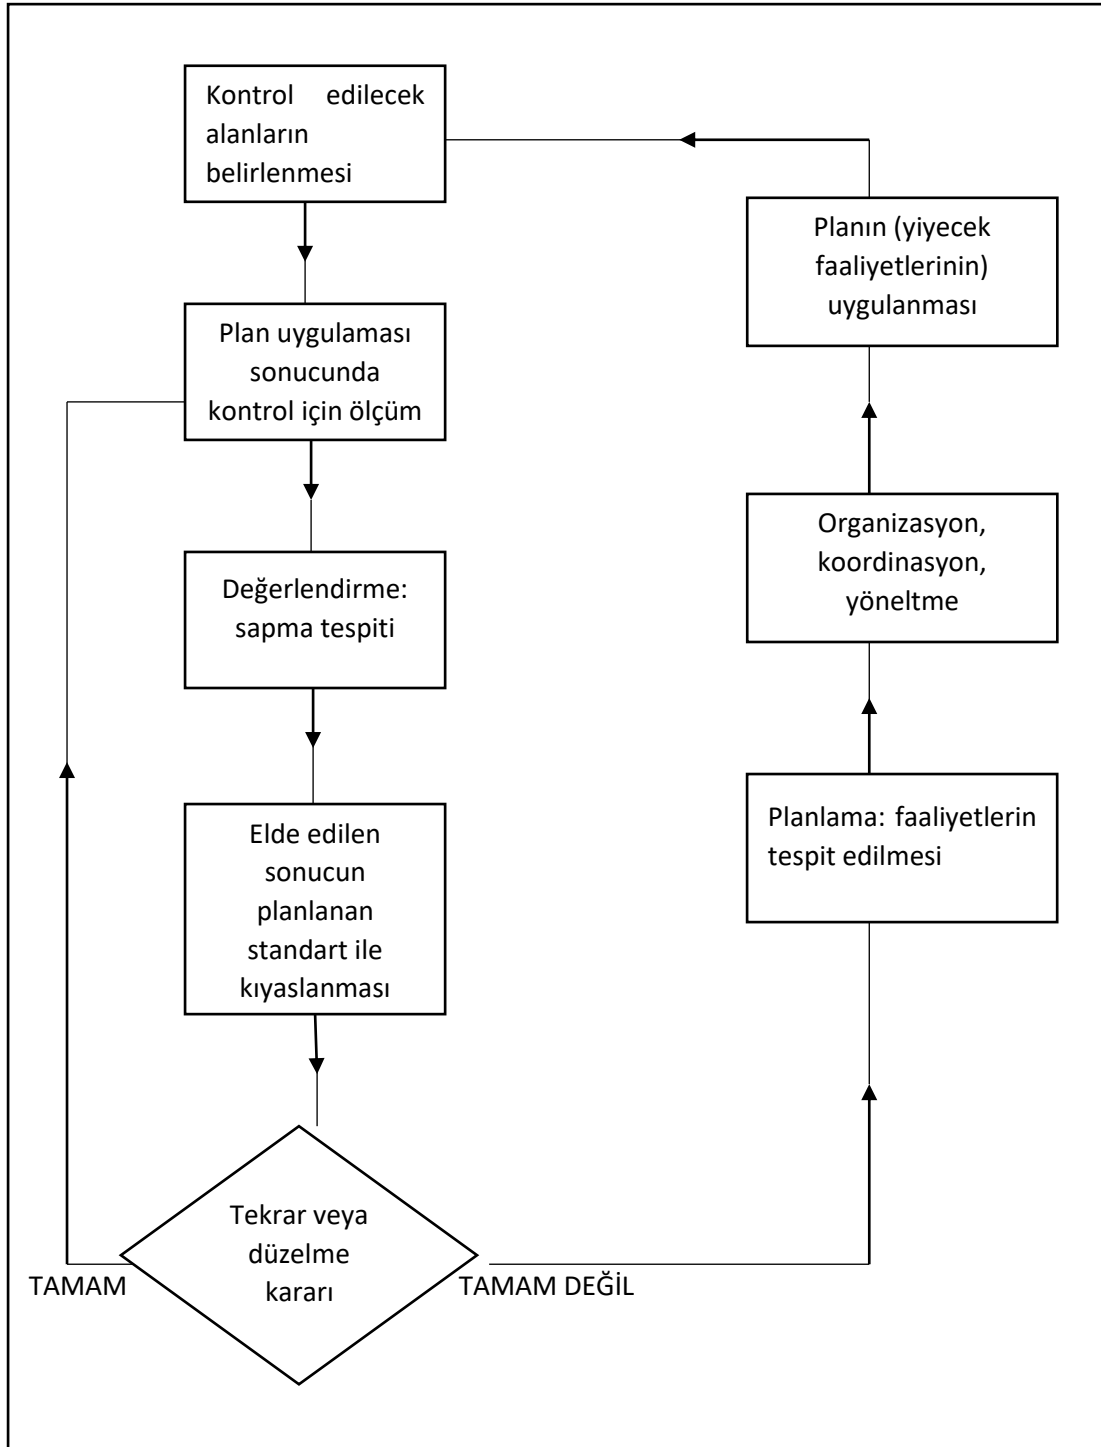 Kontrol edilecek
alanların
belirlenmesi
Planın (yiyecek
faaliyetlerinin)
uygulanması
Plan uygulaması
sonucunda
kontrol için ölçüm
Organizasyon,
koordinasyon,
yöneltme
Değerlendirme:
sapma tespiti
Planlama: faaliyetlerin
tespit edilmesi
Elde edilen
sonucun
planlanan
standart ile
kıyaslanması
Tekrar veya
düzelme
kararı
TAMAM
TAMAM DEĞİL